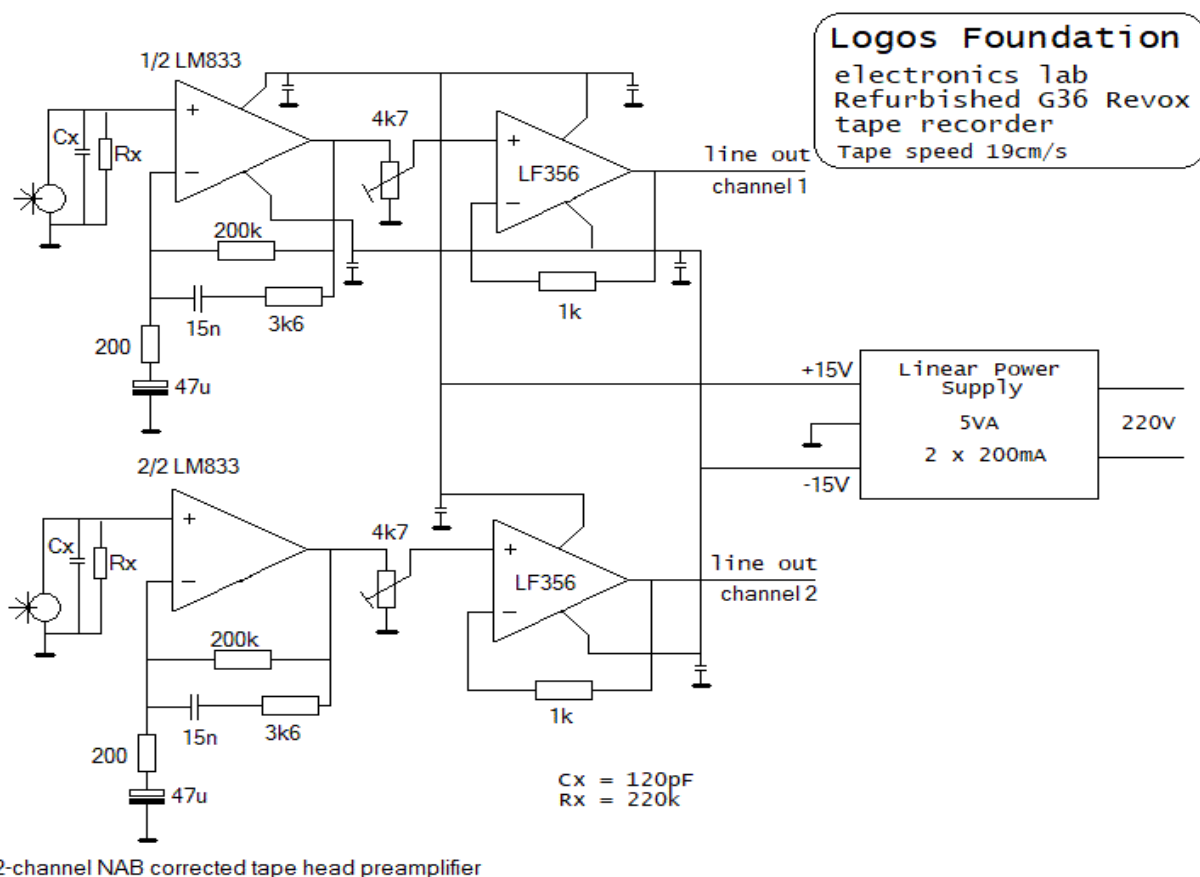 Logos Foundation
electronics lab
Refurbished G36 Revox
tape recorder
Tape speed 19cm/s
1/2 LM833
+
-
Cx
Rx
4k7
+
-
LF356
line out
channel 1
200k
15n
3k6
1k
200
47u
+15V
-15V
Linear Power
Supply
5VA
2 x 200mA
220V
2/2 LM833
+
-
Cx
Rx
4k7
+
-
LF356
line out
channel 2
200k
15n
3k6
1k
200
47u
Cx = 120pF
Rx = 220k
2-channel NAB corrected tape head preamplifier